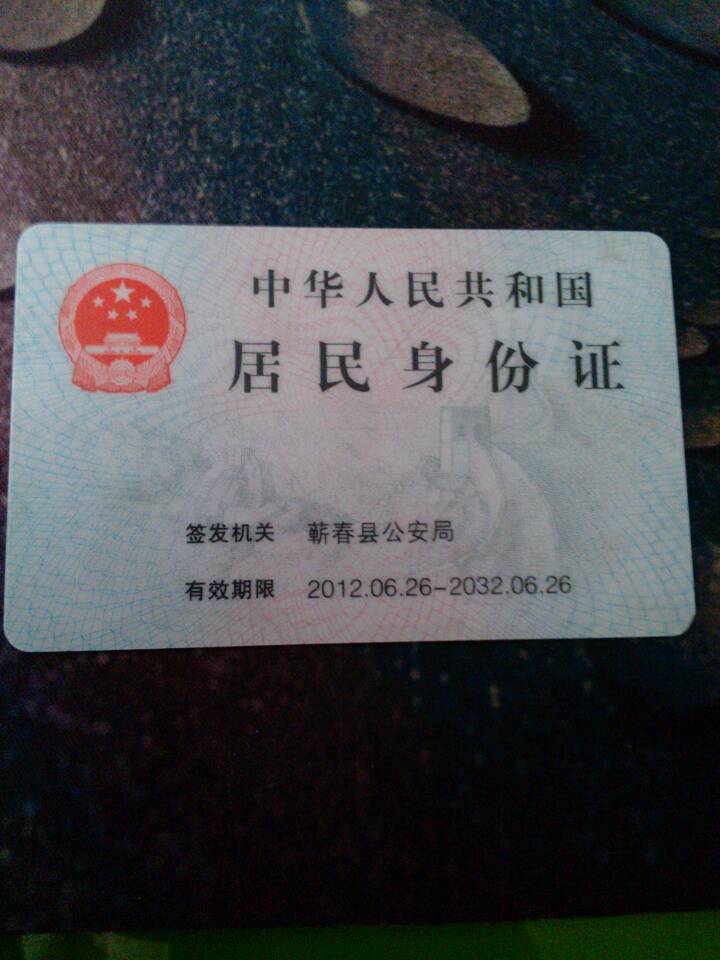 中华人民共和国
居民身份证
签发机关 蕲春县公安局
有效期限 2012.06.26-2032.06.26